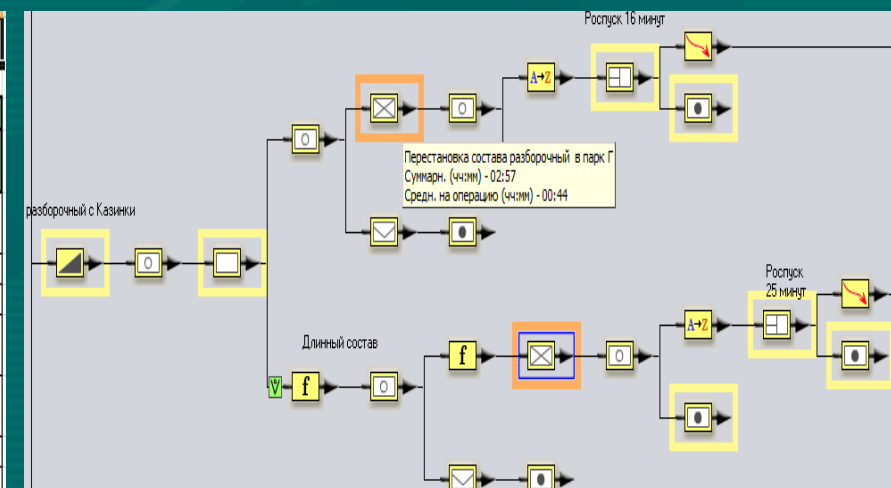 Роспуск 16 минут
A→Z
Перестановка состава разборочный в парк Г
Суммарн. (чч:мм) - 02:57
Средн. на операцию (чч:мм) - 00:44
разборочный с Казинки
Роспуск
25 минут
A→Z
Длинный состав
f
f